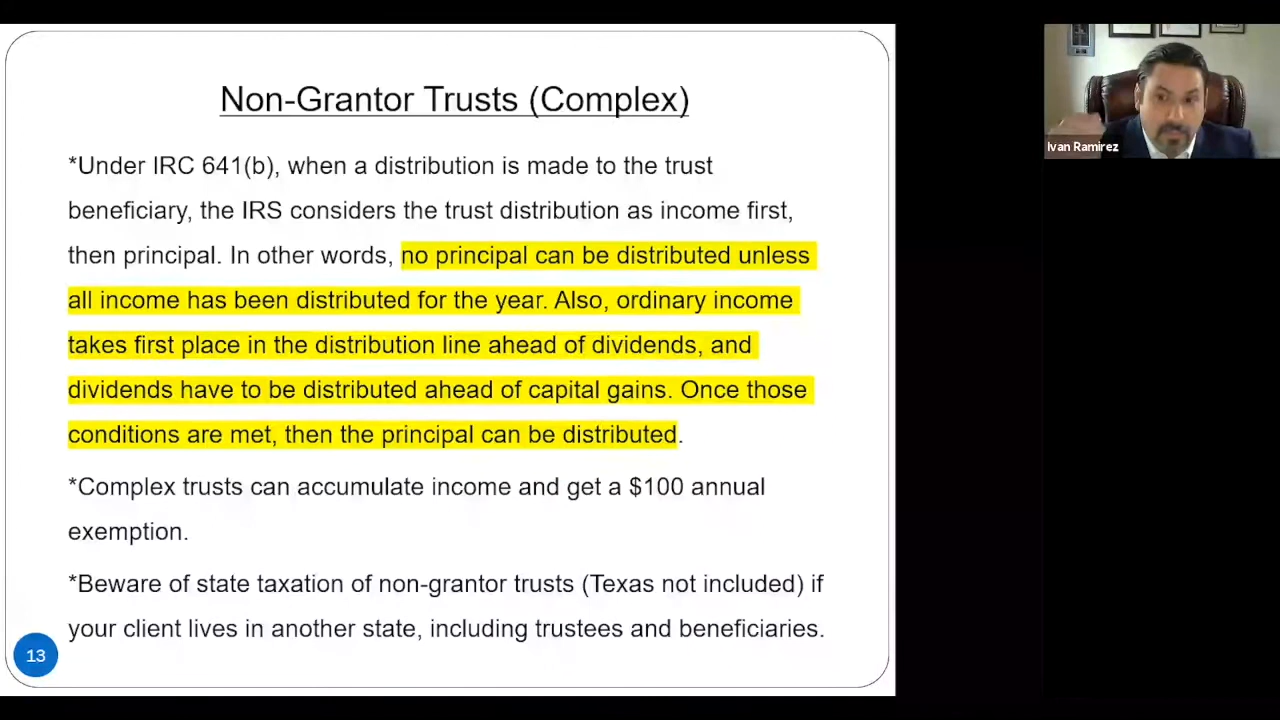 Non-Grantor Trusts (Complex)
*Under IRC 641(b), when a distribution is made to the trust
beneficiary, the IRS considers the trust distribution as income first,
then principal. In other words, no principal can be distributed unless
all income has been distributed for the year. Also, ordinary income
takes first place in the distribution line ahead of dividends, and
dividends have to be distributed ahead of capital gains. Once those
conditions are met, then the principal can be distributed.
*Complex trusts can accumulate income and get a $100 annual
exemption.
*Beware of state taxation of non-grantor trusts (Texas not included) if
your client lives in another state, including trustees and beneficiaries.
13
Ivan Ramirez